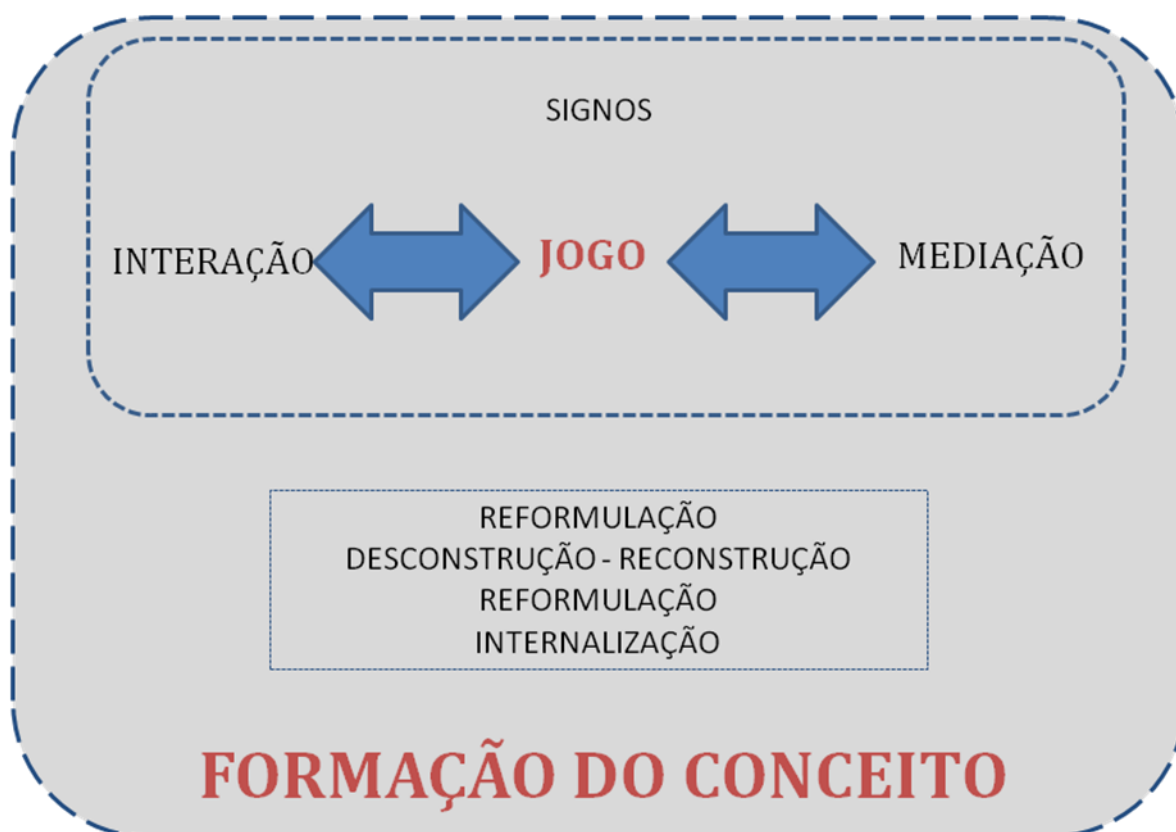 SIGNOS
INTERAÇÃO JOGO MEDIAÇÃO
REFORMULAÇÃO
DESCONSTRUÇÃO - RECONSTRUÇÃO
REFORMULAÇÃO
INTERNALIZAÇÃO
FORMAÇÃO DO CONCEITO